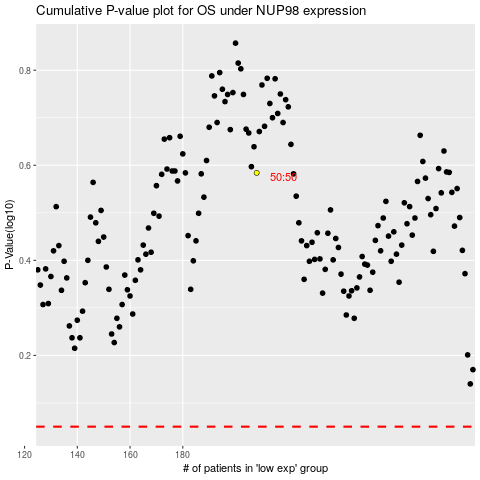 Cumulative P-value plot for OS under NUP98 expression
P-Value(log10)
0.8
0.6
0.4
0.2
50:50
120 140 160 180
# of patients in 'low exp' group